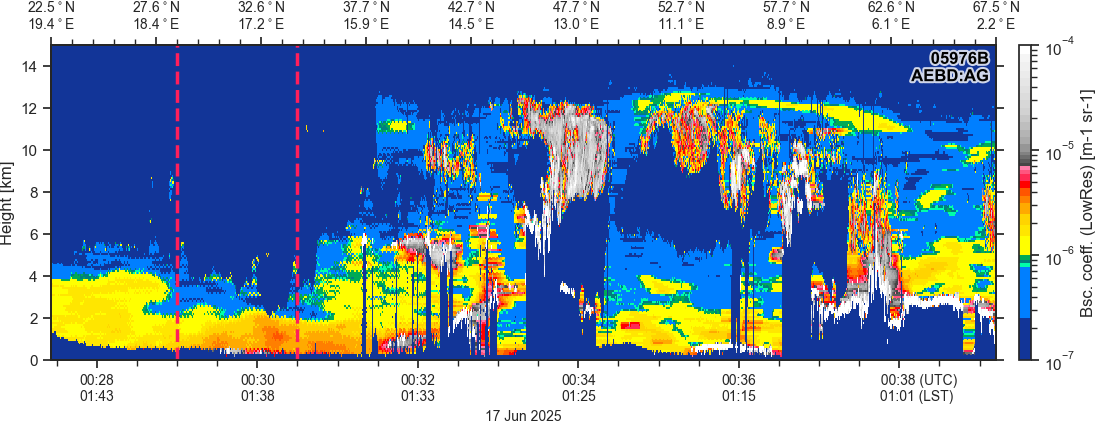 22.5°N 27.6°N 32.6°N 37.7°N 42.7°N 47.7°N 52.7°N 57.7°N 62.6°N 67.5°N
19.4°E 18.4°E 17.2°E 15.9°E 14.5°E 13.0°E 11.1°E 8.9°E 6.1°E 2.2°E
05976B
AEBD:AG
Height [km]
14
12
10
8
6
4
2
0
10⁻⁴
10⁻⁵
10⁻⁶
10⁻⁷
Bsc. coeff. (LowRes) [m-1 sr-1]
00:28 00:30 00:32 00:34 00:36 00:38 (UTC)
01:43 01:38 01:33 01:25 01:15 01:01 (LST)
17 Jun 2025